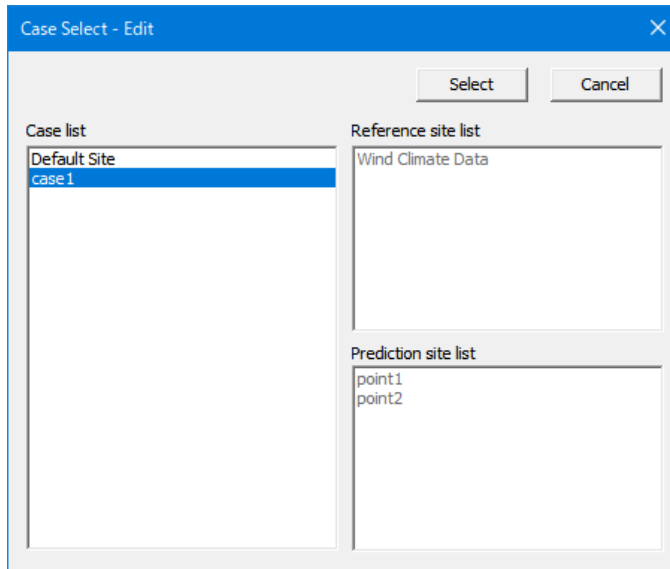 Case Select - Edit
Select
Cancel
Case list
Default Site
case1
Reference site list
Wind Climate Data
Prediction site list
point1
point2